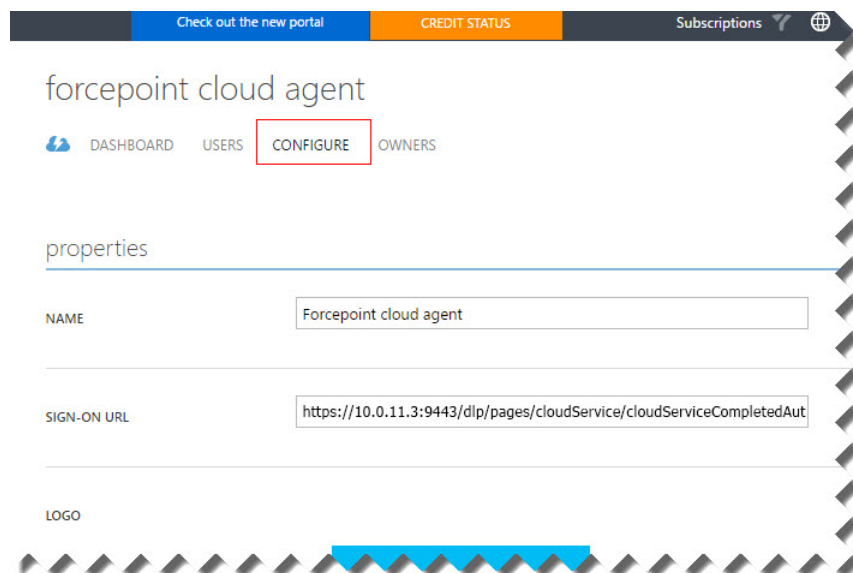 Check out the new portal CREDIT STATUS Subscriptions
forcepoint cloud agent
DASHBOARD USERS CONFIGURE OWNERS
properties
NAME Forcepoint cloud agent
SIGN-ON URL https://10.0.11.3:9443/dlp/pages/cloudService/cloudServiceCompletedAut
LOGO